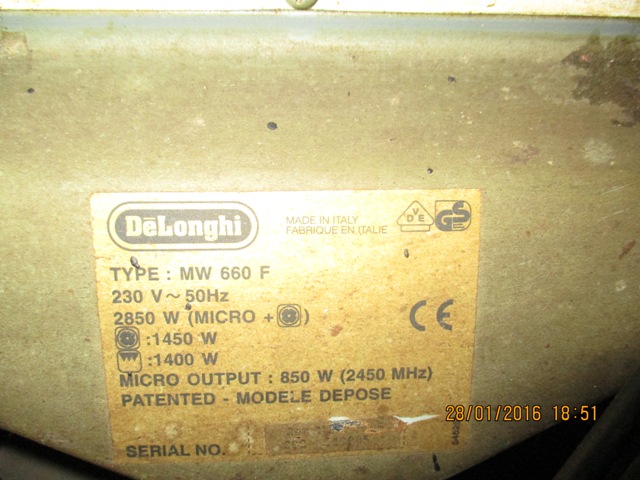 DēLonghi
MADE IN ITALY
FABRIQUE EN ITALIE
VDE
GS
TYPE : MW 660 F
230 V ~ 50Hz
2850 W (MICRO + )
:1450 W
:1400 W
CE
MICRO OUTPUT : 850 W (2450 MHz)
PATENTED - MODELE DEPOSE
SERIAL NO.
28/01/2016 18:51